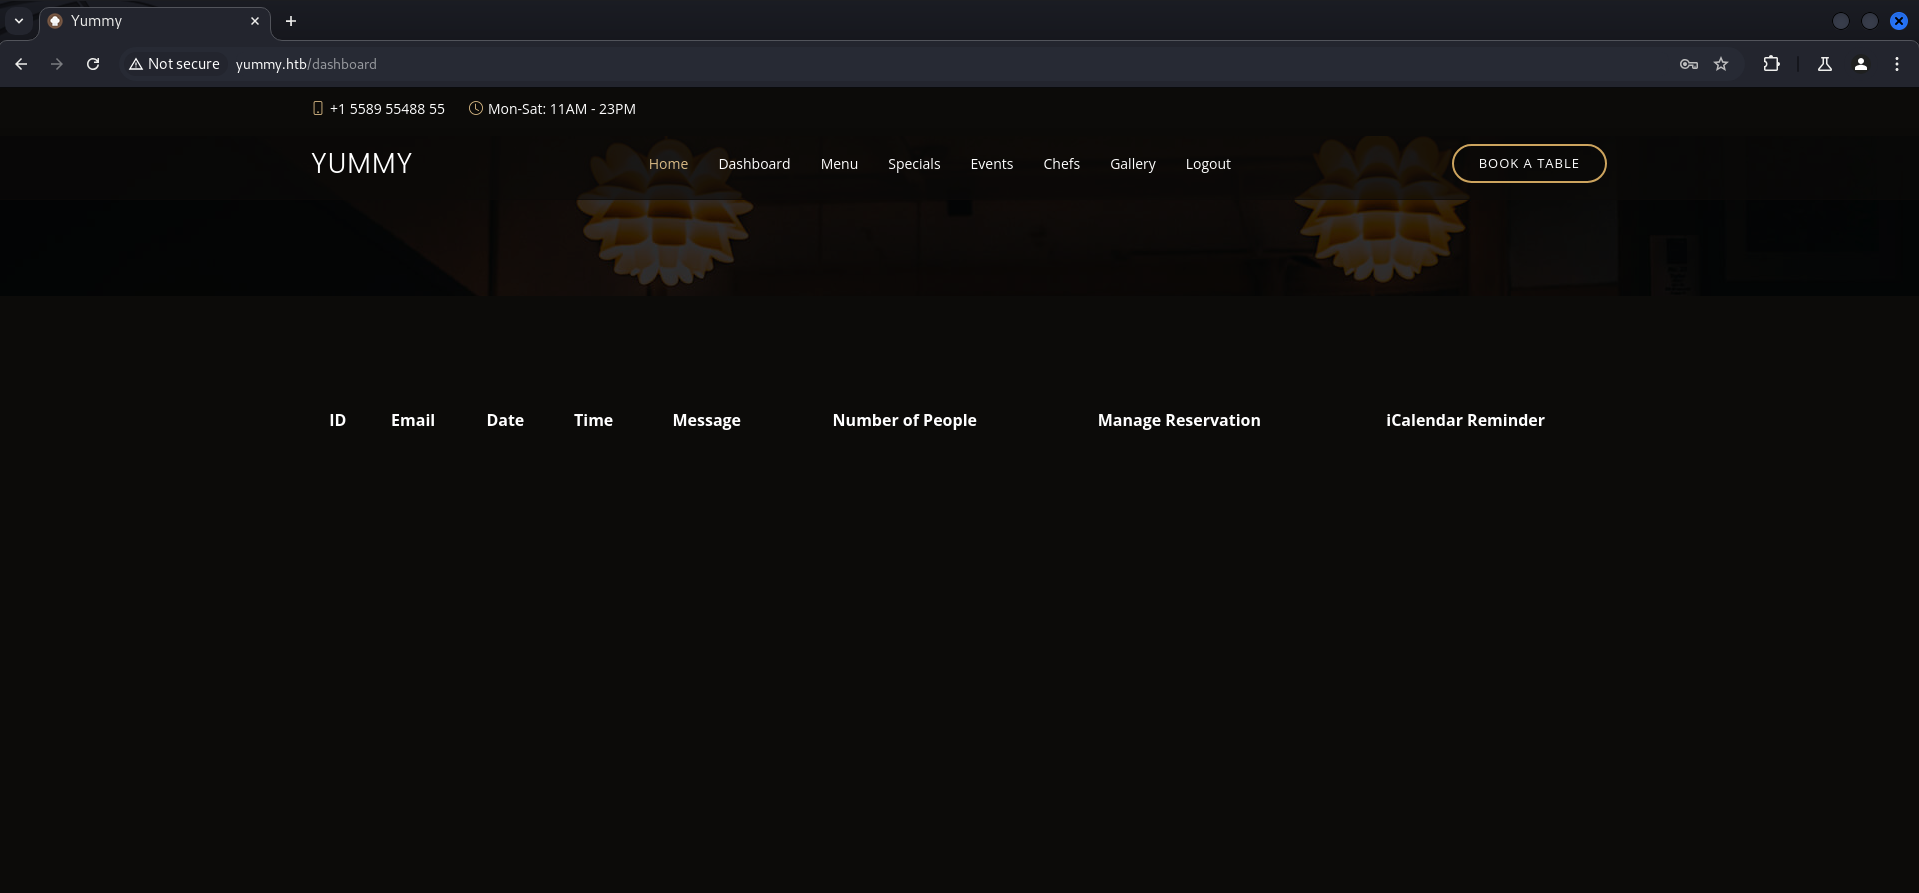 Yummy
Not secure yummy.htb/dashboard
+1 5589 55488 55 Mon-Sat: 11AM - 23PM
YUMMY Home Dashboard Menu Specials Events Chefs Gallery Logout BOOK A TABLE
ID Email Date Time Message Number of People Manage Reservation iCalendar Reminder